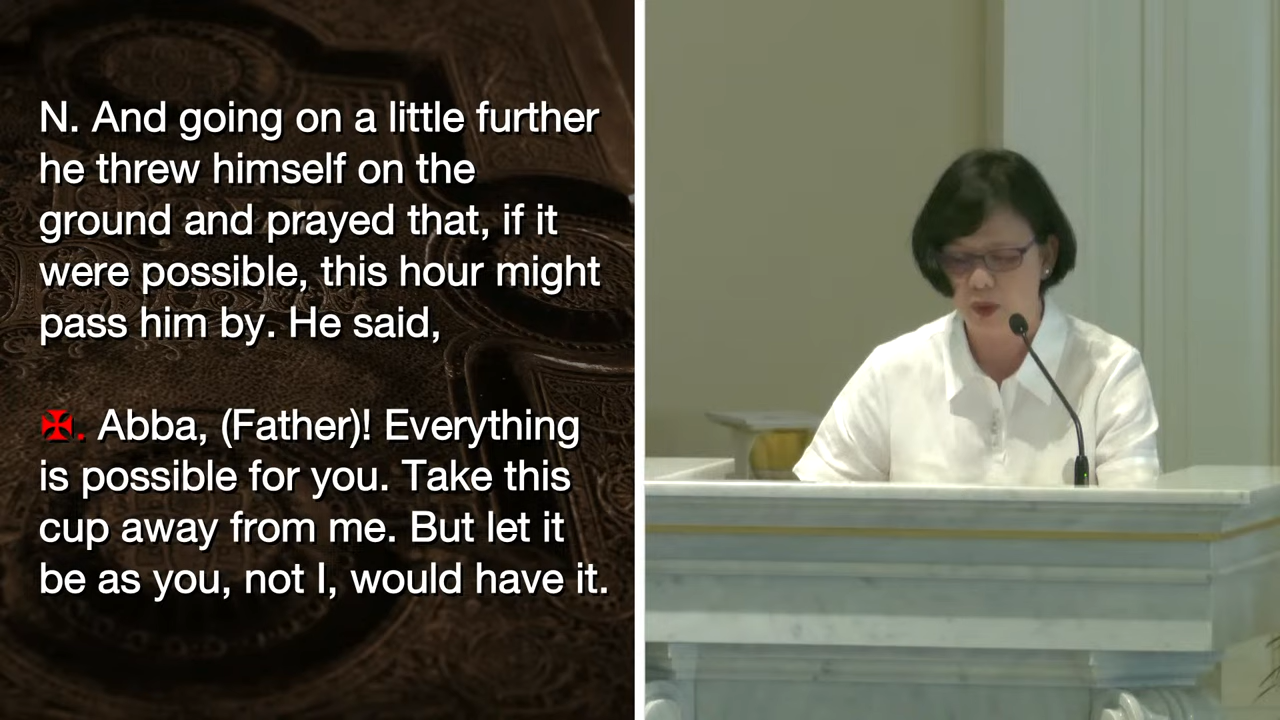 N. And going on a little further
he threw himself on the
ground and prayed that, if it
were possible, this hour might
pass him by. He said,
✠. Abba, (Father)! Everything
is possible for you. Take this
cup away from me. But let it
be as you, not I, would have it.